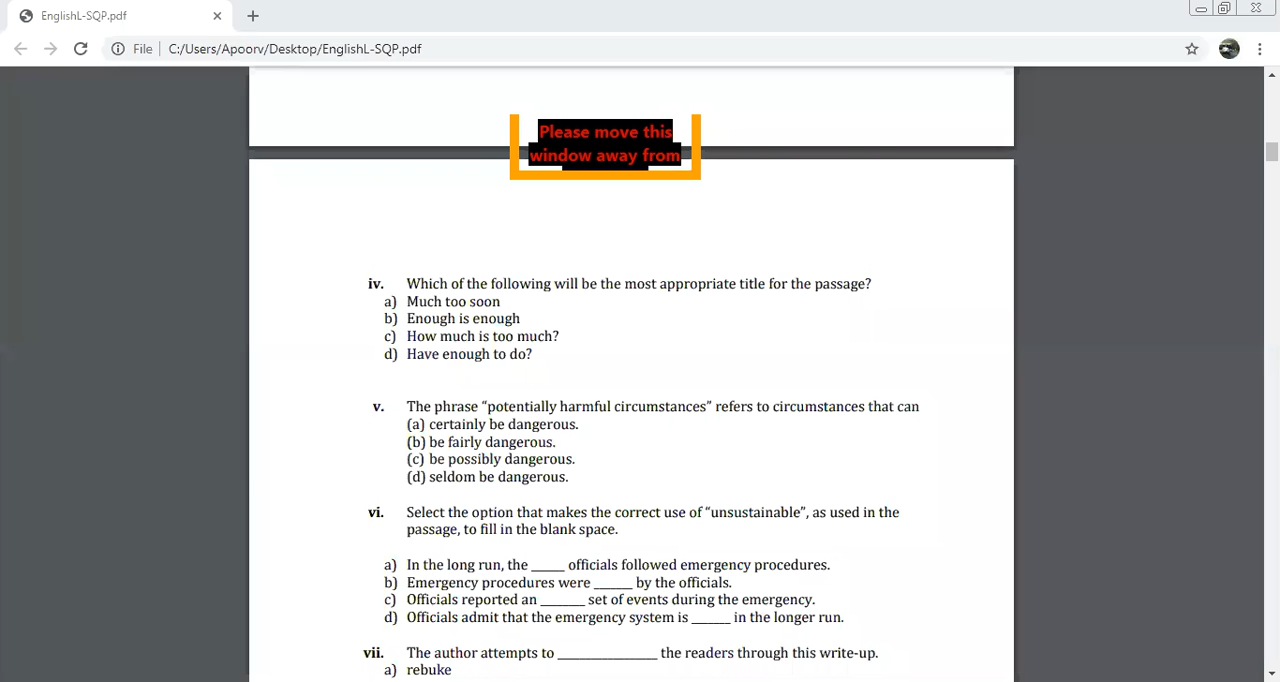 EnglishL-SQP.pdf
File C:/Users/Apoorv/Desktop/EnglishL-SQP.pdf
Please move this
window away from
iv. Which of the following will be the most appropriate title for the passage?
a) Much too soon
b) Enough is enough
c) How much is too much?
d) Have enough to do?
v. The phrase “potentially harmful circumstances” refers to circumstances that can
(a) certainly be dangerous.
(b) be fairly dangerous.
(c) be possibly dangerous.
(d) seldom be dangerous.
vi. Select the option that makes the correct use of “unsustainable”, as used in the
passage, to fill in the blank space.
a) In the long run, the _____ officials followed emergency procedures.
b) Emergency procedures were ______ by the officials.
c) Officials reported an _______ set of events during the emergency.
d) Officials admit that the emergency system is ______ in the longer run.
vii. The author attempts to ________________ the readers through this write-up.
a) rebuke